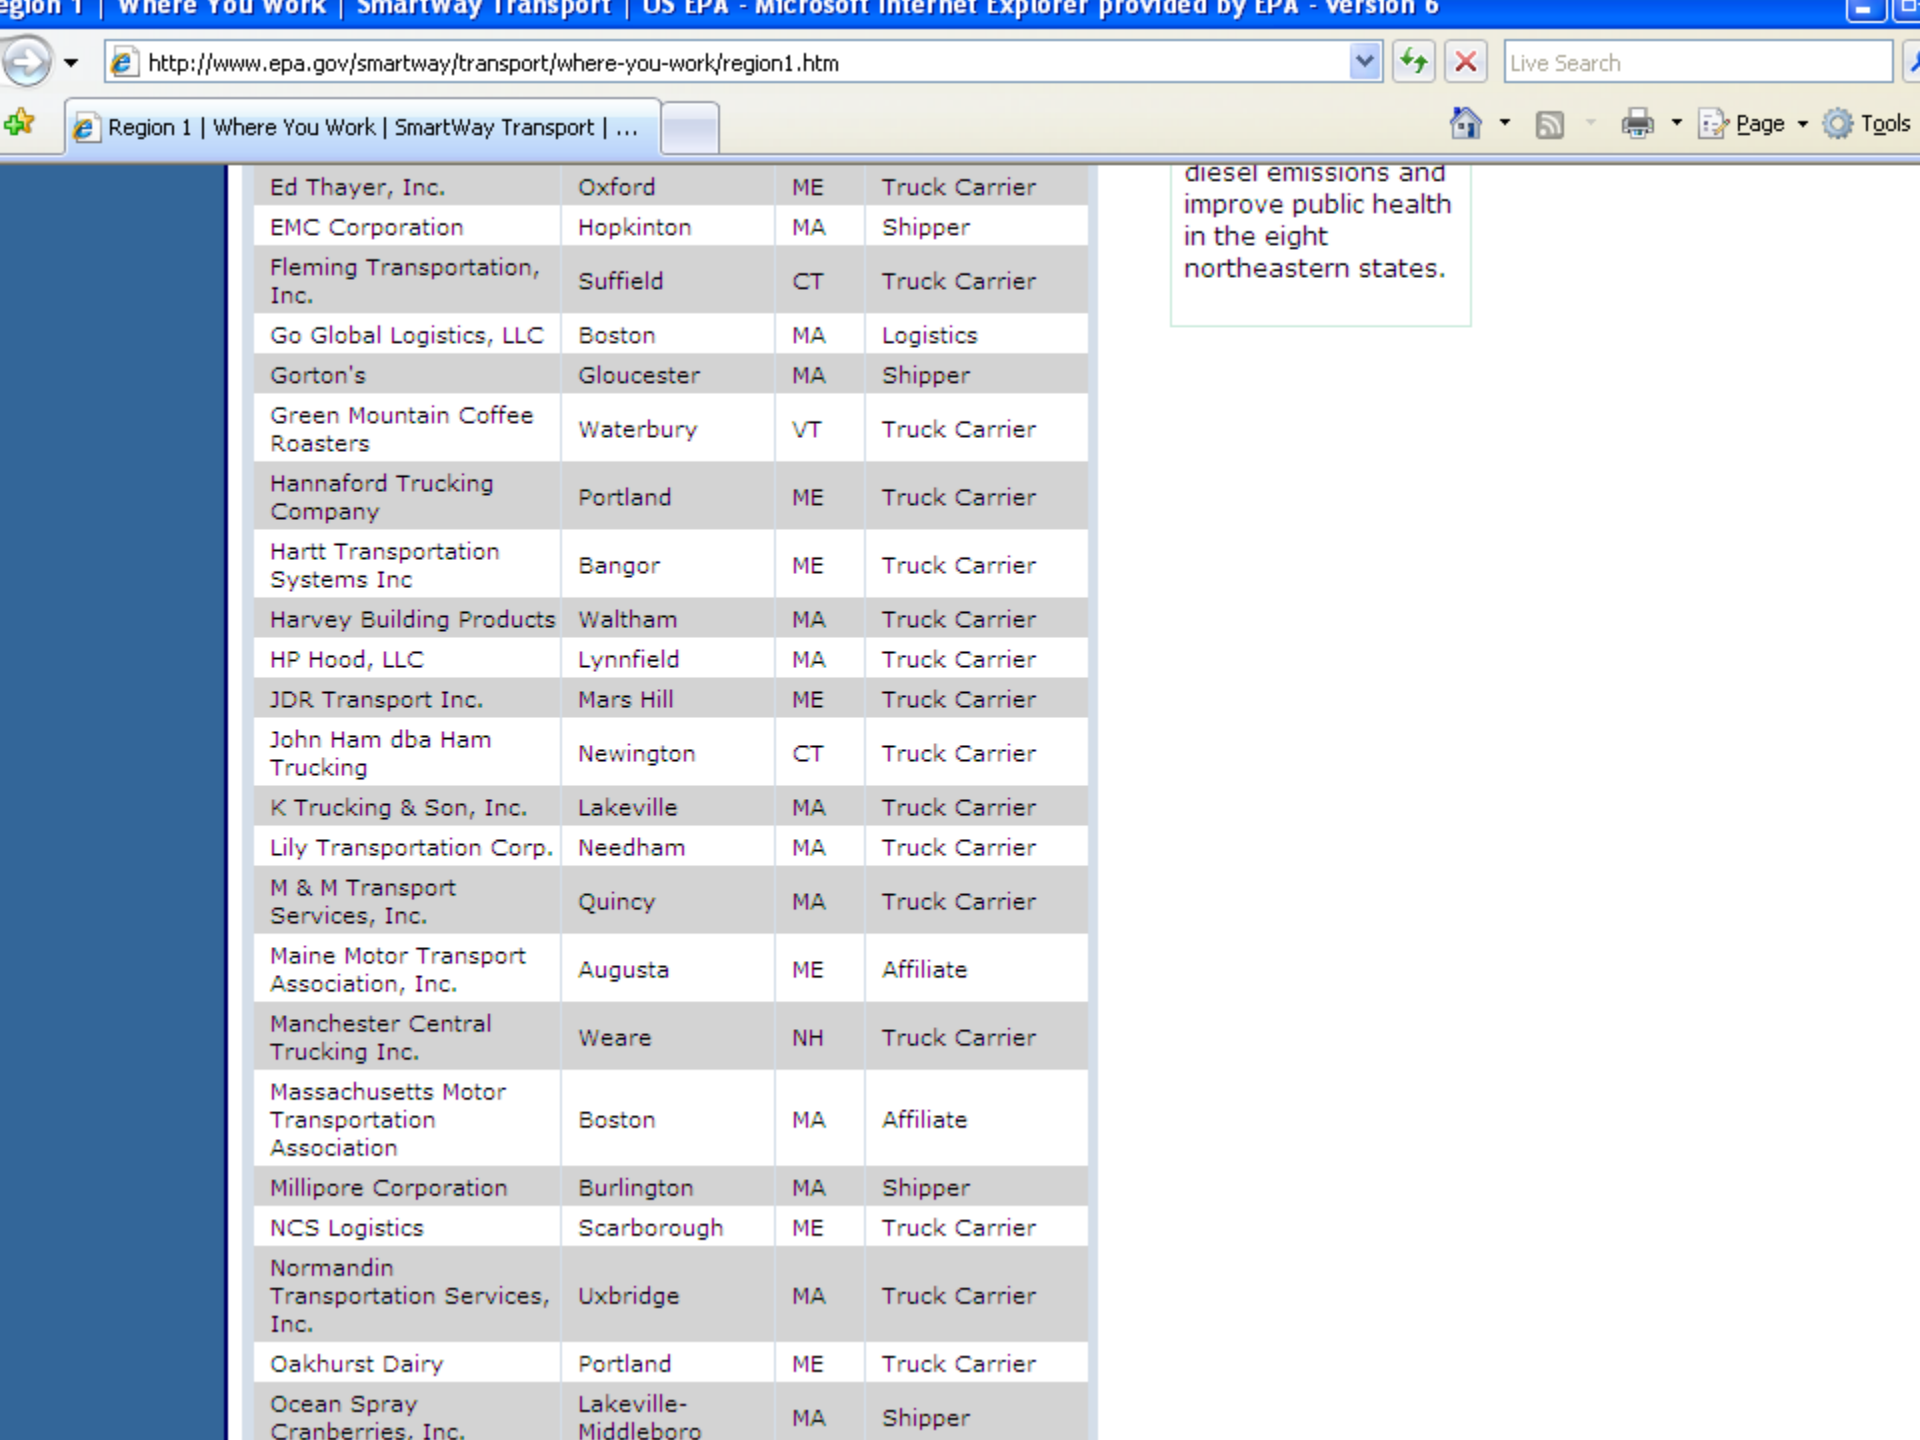 egion 1 | Where You Work | SmartWay Transport | US EPA - Microsoft Internet Explorer provided by EPA - Version 6
http://www.epa.gov/smartway/transport/where-you-work/region1.htm
Live Search
Region 1 | Where You Work | SmartWay Transport | ...
Page
Tools
Ed Thayer, Inc. Oxford ME Truck Carrier
EMC Corporation Hopkinton MA Shipper
Fleming Transportation,
Inc. Suffield CT Truck Carrier
Go Global Logistics, LLC Boston MA Logistics
Gorton's Gloucester MA Shipper
Green Mountain Coffee
Roasters Waterbury VT Truck Carrier
Hannaford Trucking
Company Portland ME Truck Carrier
Hartt Transportation
Systems Inc Bangor ME Truck Carrier
Harvey Building Products Waltham MA Truck Carrier
HP Hood, LLC Lynnfield MA Truck Carrier
JDR Transport Inc. Mars Hill ME Truck Carrier
John Ham dba Ham
Trucking Newington CT Truck Carrier
K Trucking & Son, Inc. Lakeville MA Truck Carrier
Lily Transportation Corp. Needham MA Truck Carrier
M & M Transport
Services, Inc. Quincy MA Truck Carrier
Maine Motor Transport
Association, Inc. Augusta ME Affiliate
Manchester Central
Trucking Inc. Weare NH Truck Carrier
Massachusetts Motor
Transportation
Association Boston MA Affiliate
Millipore Corporation Burlington MA Shipper
NCS Logistics Scarborough ME Truck Carrier
Normandin
Transportation Services,
Inc. Uxbridge MA Truck Carrier
Oakhurst Dairy Portland ME Truck Carrier
Ocean Spray
Cranberries, Inc. Lakeville-
Middleboro MA Shipper
diesel emissions and
improve public health
in the eight
northeastern states.